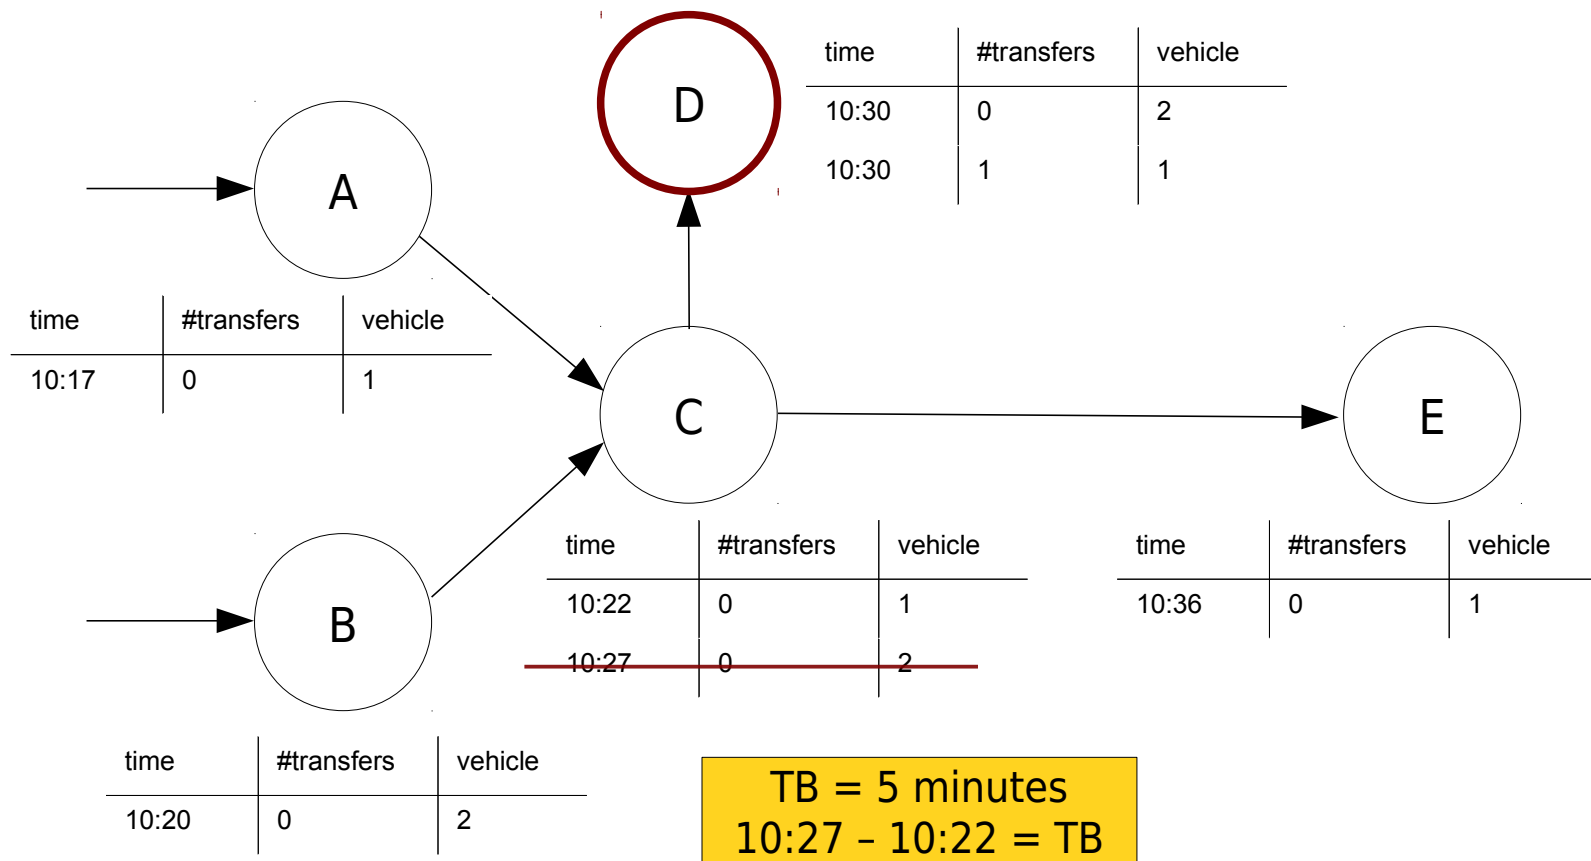 D
time #transfers vehicle
10:30 0 2
10:30 1 1
A
time #transfers vehicle
10:17 0 1
C
E
time #transfers vehicle
10:22 0 1
10:27 0 2
time #transfers vehicle
10:36 0 1
B
time #transfers vehicle
10:20 0 2
TB = 5 minutes
10:27 – 10:22 = TB